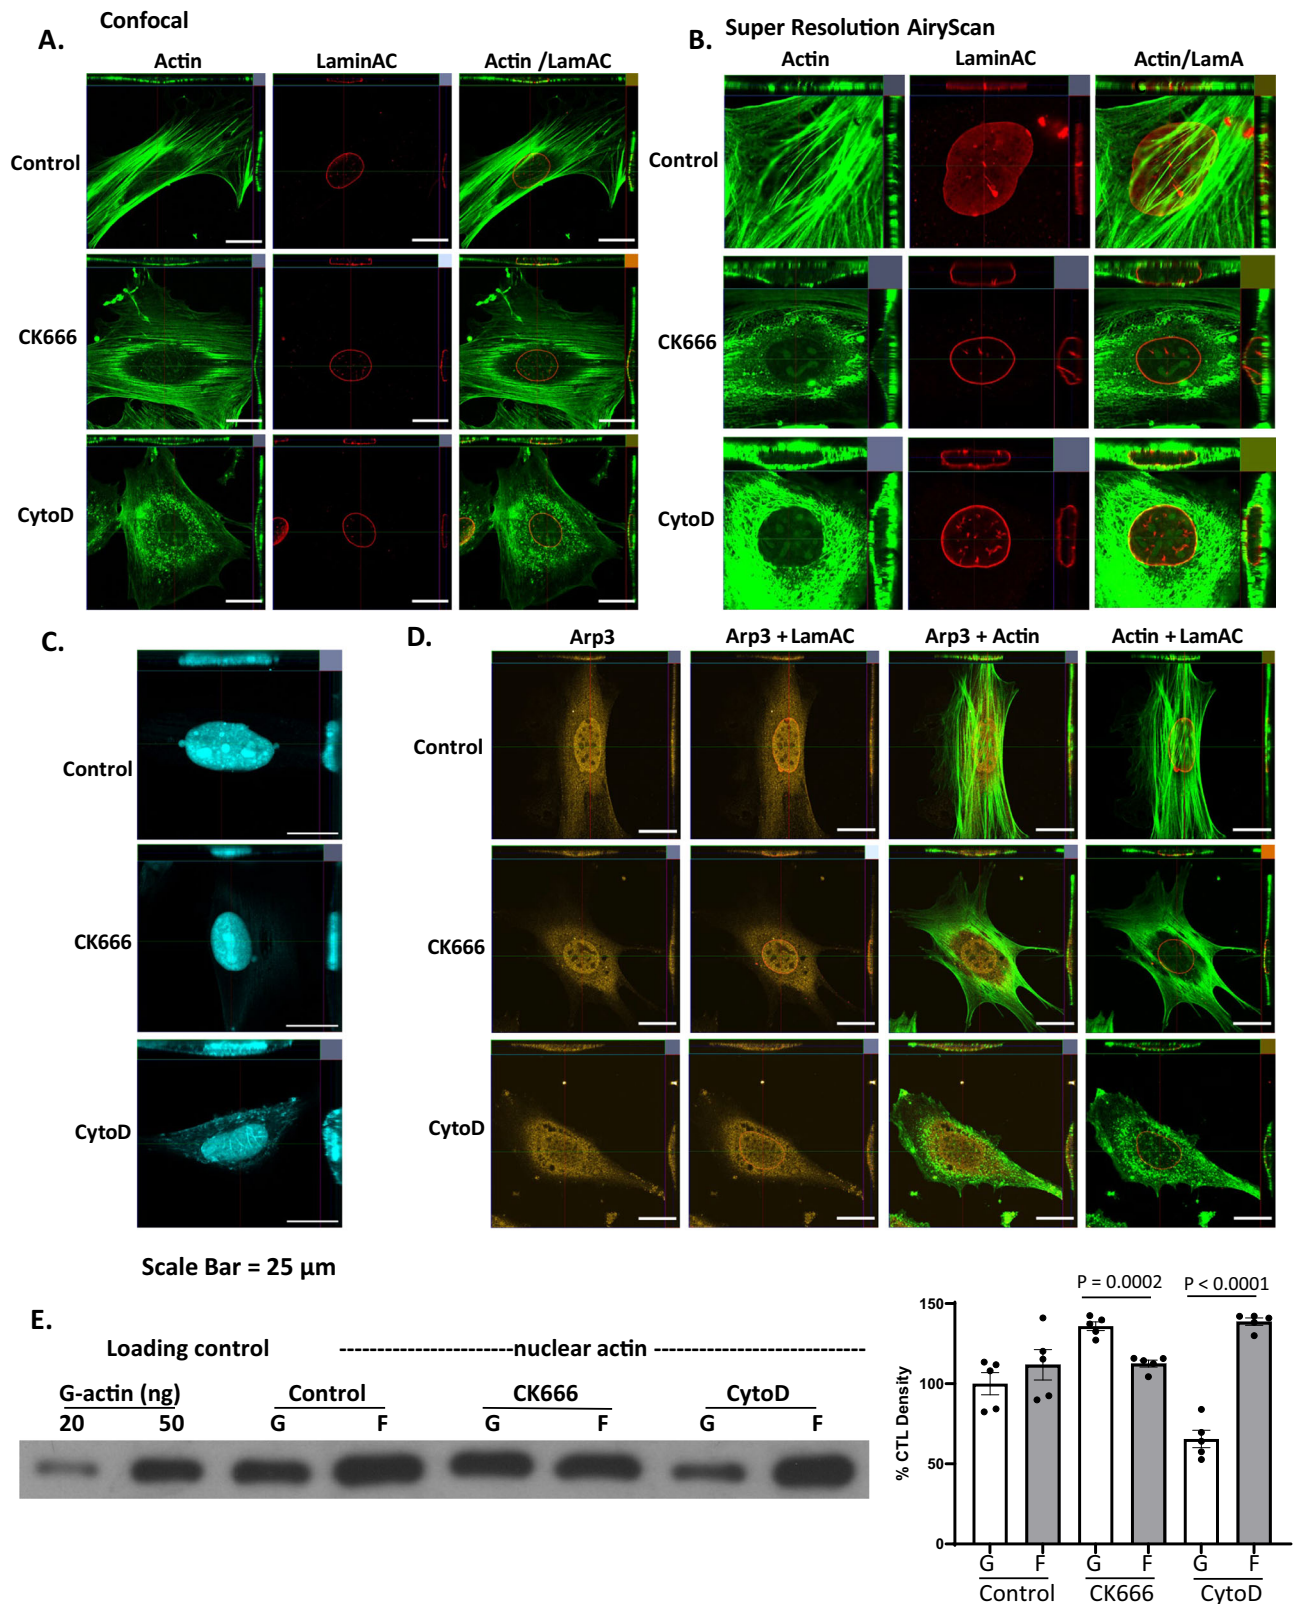 Confocal
A.
Actin LaminAC Actin /LamAC
Control
CK666
CytoD
Super Resolution AiryScan
B.
Actin LaminAC Actin/LamA
Control
CK666
CytoD
C.
Control
CK666
CytoD
Scale Bar = 25 µm
D.
Arp3 Arp3 + LamAC Arp3 + Actin Actin + LamAC
Control
CK666
CytoD
E.
Loading control -----------------------nuclear actin ----------------------------
G-actin (ng) Control CK666 CytoD
20 50 G F G F G F
P = 0.0002 P < 0.0001
% CTL Density
150
100
50
0
G F G F G F
Control CK666 CytoD